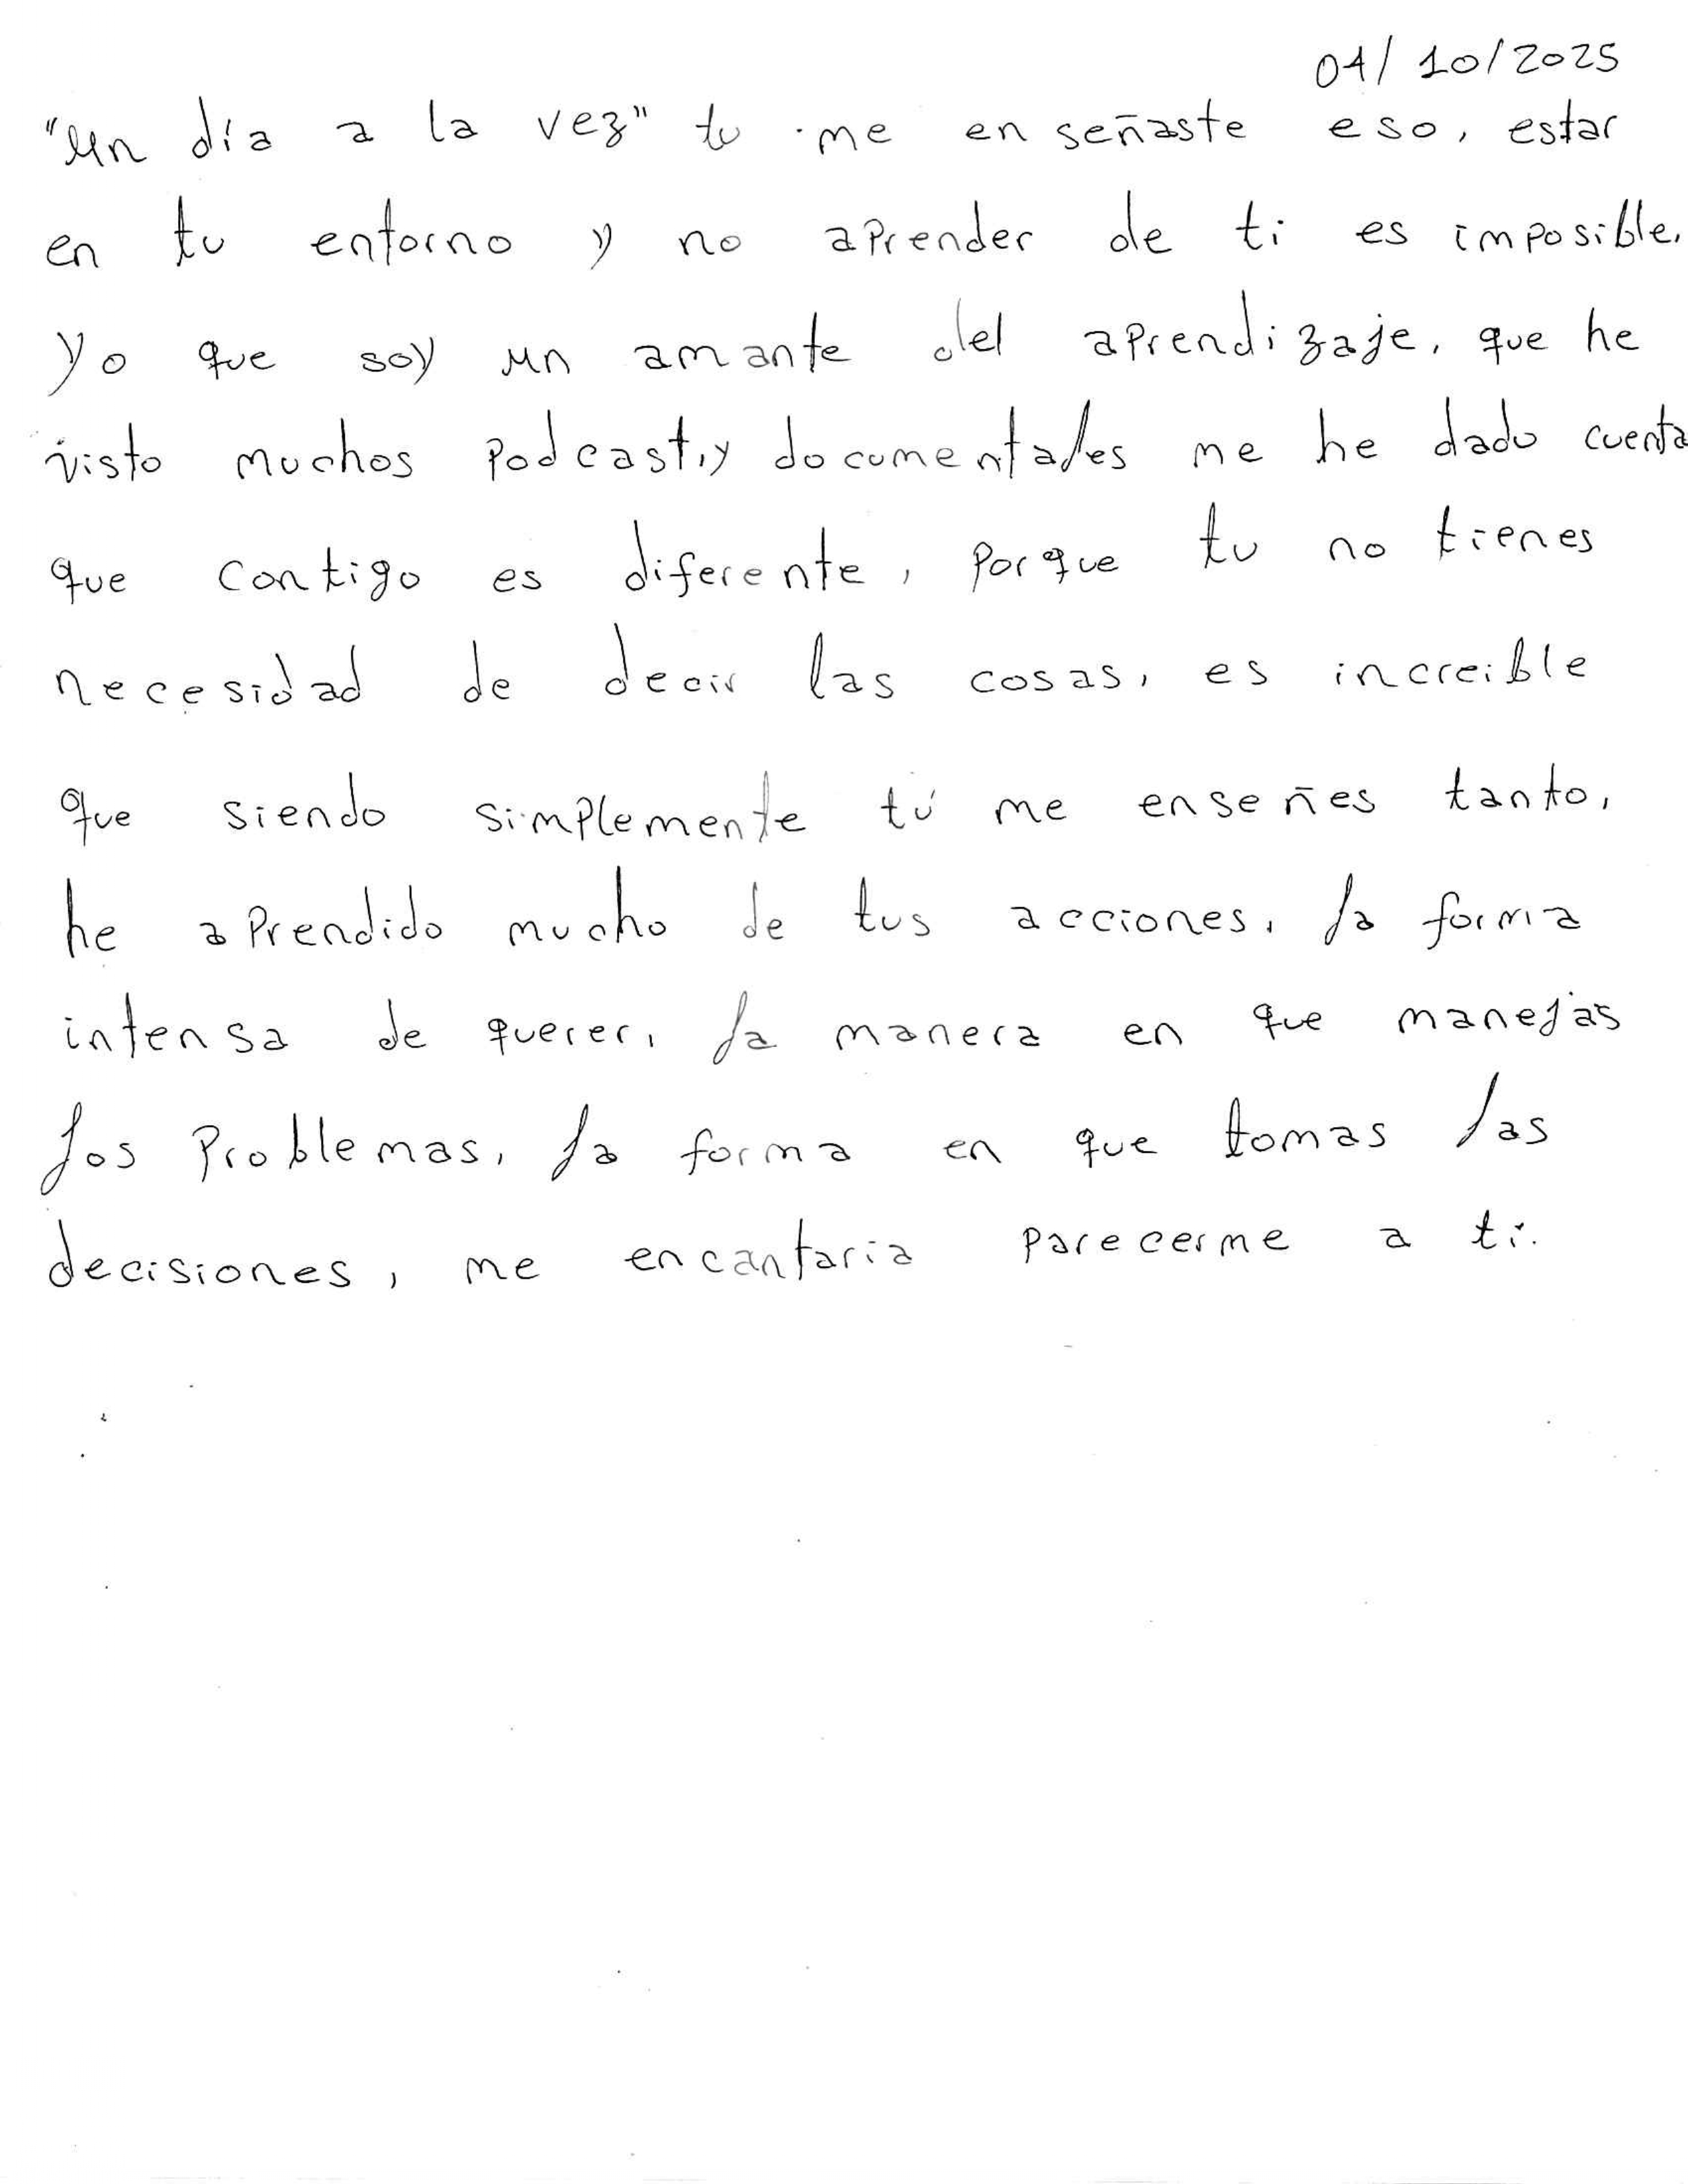 04/10/2025
"Un día a la vez" tu me enseñaste eso, estar
en tu entorno y no aprender de ti es imposible.
Yo que soy un amante del aprendizaje, que he
visto muchos podcast,y documentales me he dado cuenta
que contigo es diferente, porque tu no tienes
necesidad de decir las cosas, es increible
que siendo simplemente tú me enseñes tanto,
he aprendido mucho de tus acciones, la forma
intensa de querer, la manera en que manejas
los problemas, la forma en que tomas las
decisiones, me encantaria parecerme a ti.